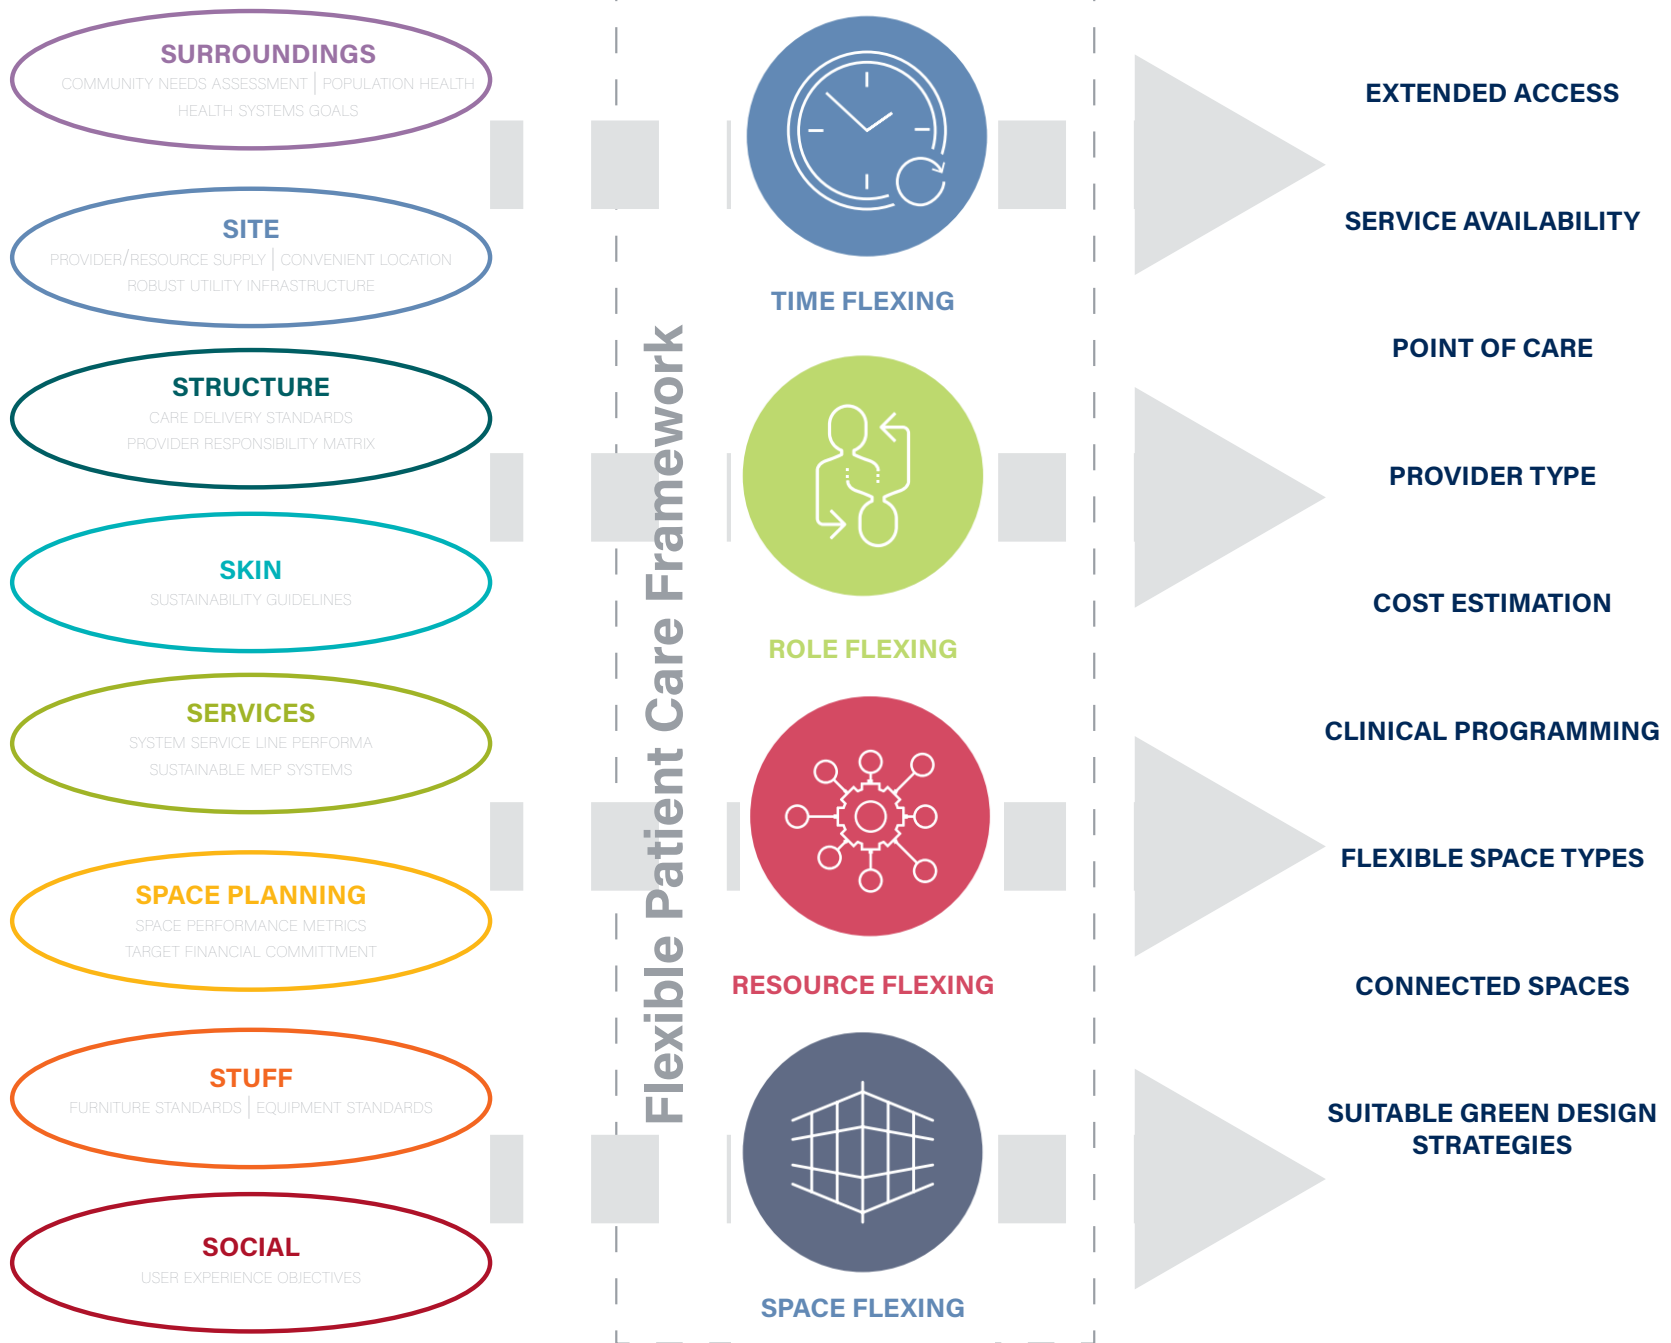 SURROUNDINGS
COMMUNITY NEEDS ASSESSMENT | POPULATION HEALTH
HEALTH SYSTEMS GOALS
SITE
PROVIDER/RESOURCE SUPPLY | CONVENIENT LOCATION
ROBUST UTILITY INFRASTRUCTURE
STRUCTURE
CARE DELIVERY STANDARDS
PROVIDER RESPONSIBILITY MATRIX
SKIN
SUSTAINABILITY GUIDELINES
SERVICES
SYSTEM SERVICE LINE PERFORMA
SUSTAINABLE MEP SYSTEMS
SPACE PLANNING
SPACE PERFORMANCE METRICS
TARGET FINANCIAL COMMITTMENT
STUFF
FURNITURE STANDARDS | EQUIPMENT STANDARDS
SOCIAL
USER EXPERIENCE OBJECTIVES
Flexible Patient Care Framework
TIME FLEXING
ROLE FLEXING
RESOURCE FLEXING
SPACE FLEXING
EXTENDED ACCESS
SERVICE AVAILABILITY
POINT OF CARE
PROVIDER TYPE
COST ESTIMATION
CLINICAL PROGRAMMING
FLEXIBLE SPACE TYPES
CONNECTED SPACES
SUITABLE GREEN DESIGN
STRATEGIES